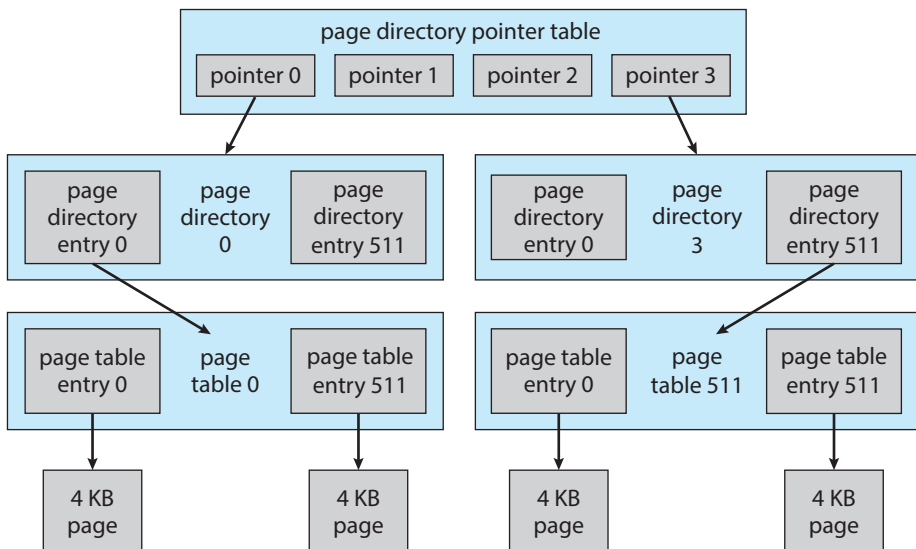 page directory pointer table
pointer 0
pointer 1
pointer 2
pointer 3
page
directory
entry 0
page
directory
0
page
directory
entry 511
page
directory
entry 0
page
directory
3
page
directory
entry 511
page table
entry 0
page
table 0
page table
entry 511
page table
entry 0
page
table 511
page table
entry 511
4 KB
page
4 KB
page
4 KB
page
4 KB
page